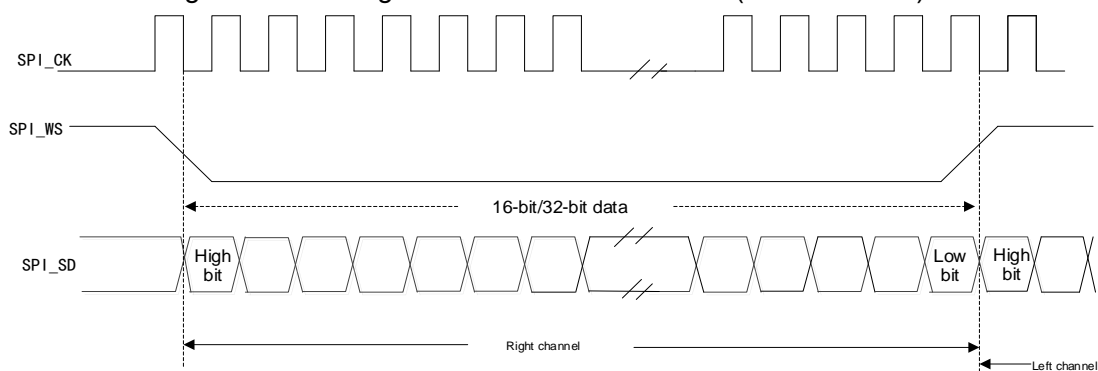 SPI_CK
SPI_WS
16-bit/32-bit data
SPI_SD
High
bit
Low
bit
High
bit
Right channel
Left channel